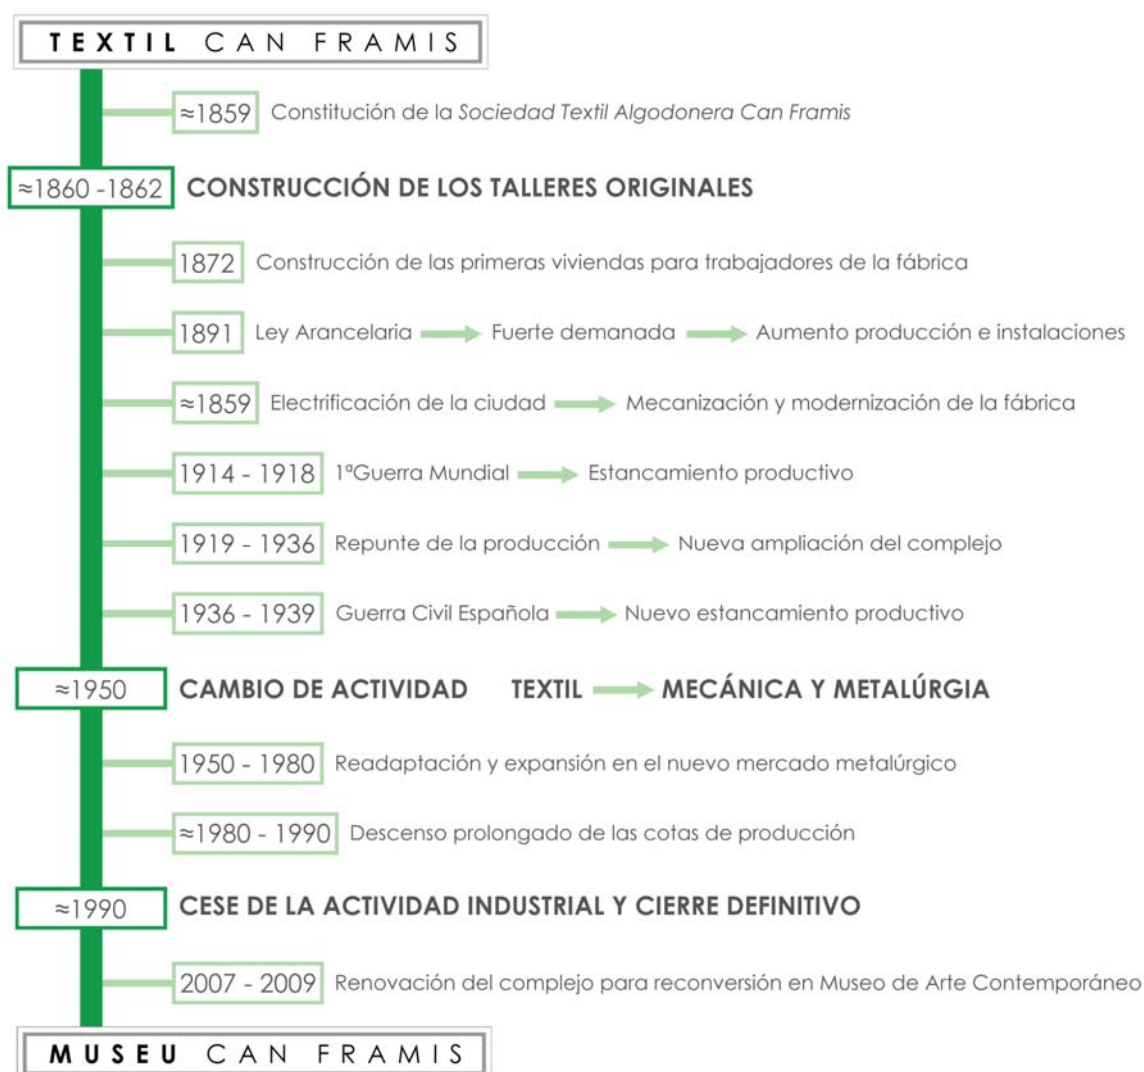 TEXTIL CAN FRAMIS
≈1859 Constitución de la Sociedad Textil Algodonera Can Framis
≈1860 -1862 CONSTRUCCIÓN DE LOS TALLERES ORIGINALES
1872 Construcción de las primeras viviendas para trabajadores de la fábrica
1891 Ley Arancelaria Fuerte demanada Aumento producción e instalaciones
≈1859 Electrificación de la ciudad Mecanización y modernización de la fábrica
1914 - 1918 1ªGuerra Mundial Estancamiento productivo
1919 - 1936 Repunte de la producción Nueva ampliación del complejo
1936 - 1939 Guerra Civil Española Nuevo estancamiento productivo
≈1950 CAMBIO DE ACTIVIDAD TEXTIL MECÁNICA Y METALÚRGIA
1950 - 1980 Readaptación y expansión en el nuevo mercado metalúrgico
≈1980 - 1990 Descenso prolongado de las cotas de producción
≈1990 CESE DE LA ACTIVIDAD INDUSTRIAL Y CIERRE DEFINITIVO
2007 - 2009 Renovación del complejo para reconversión en Museo de Arte Contemporáneo
MUSEU CAN FRAMIS